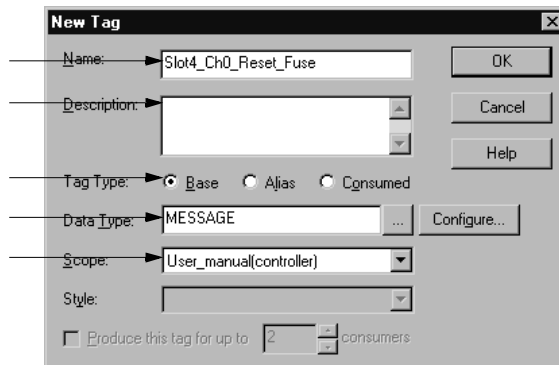 New Tag
Name: Slot4_Ch0_Reset_Fuse OK
Description: Cancel
Help
Tag Type: Base Alias Consumed
Data Type: MESSAGE ... Configure...
Scope: User_manual(controller)
Style:
Produce this tag for up to 2 consumers